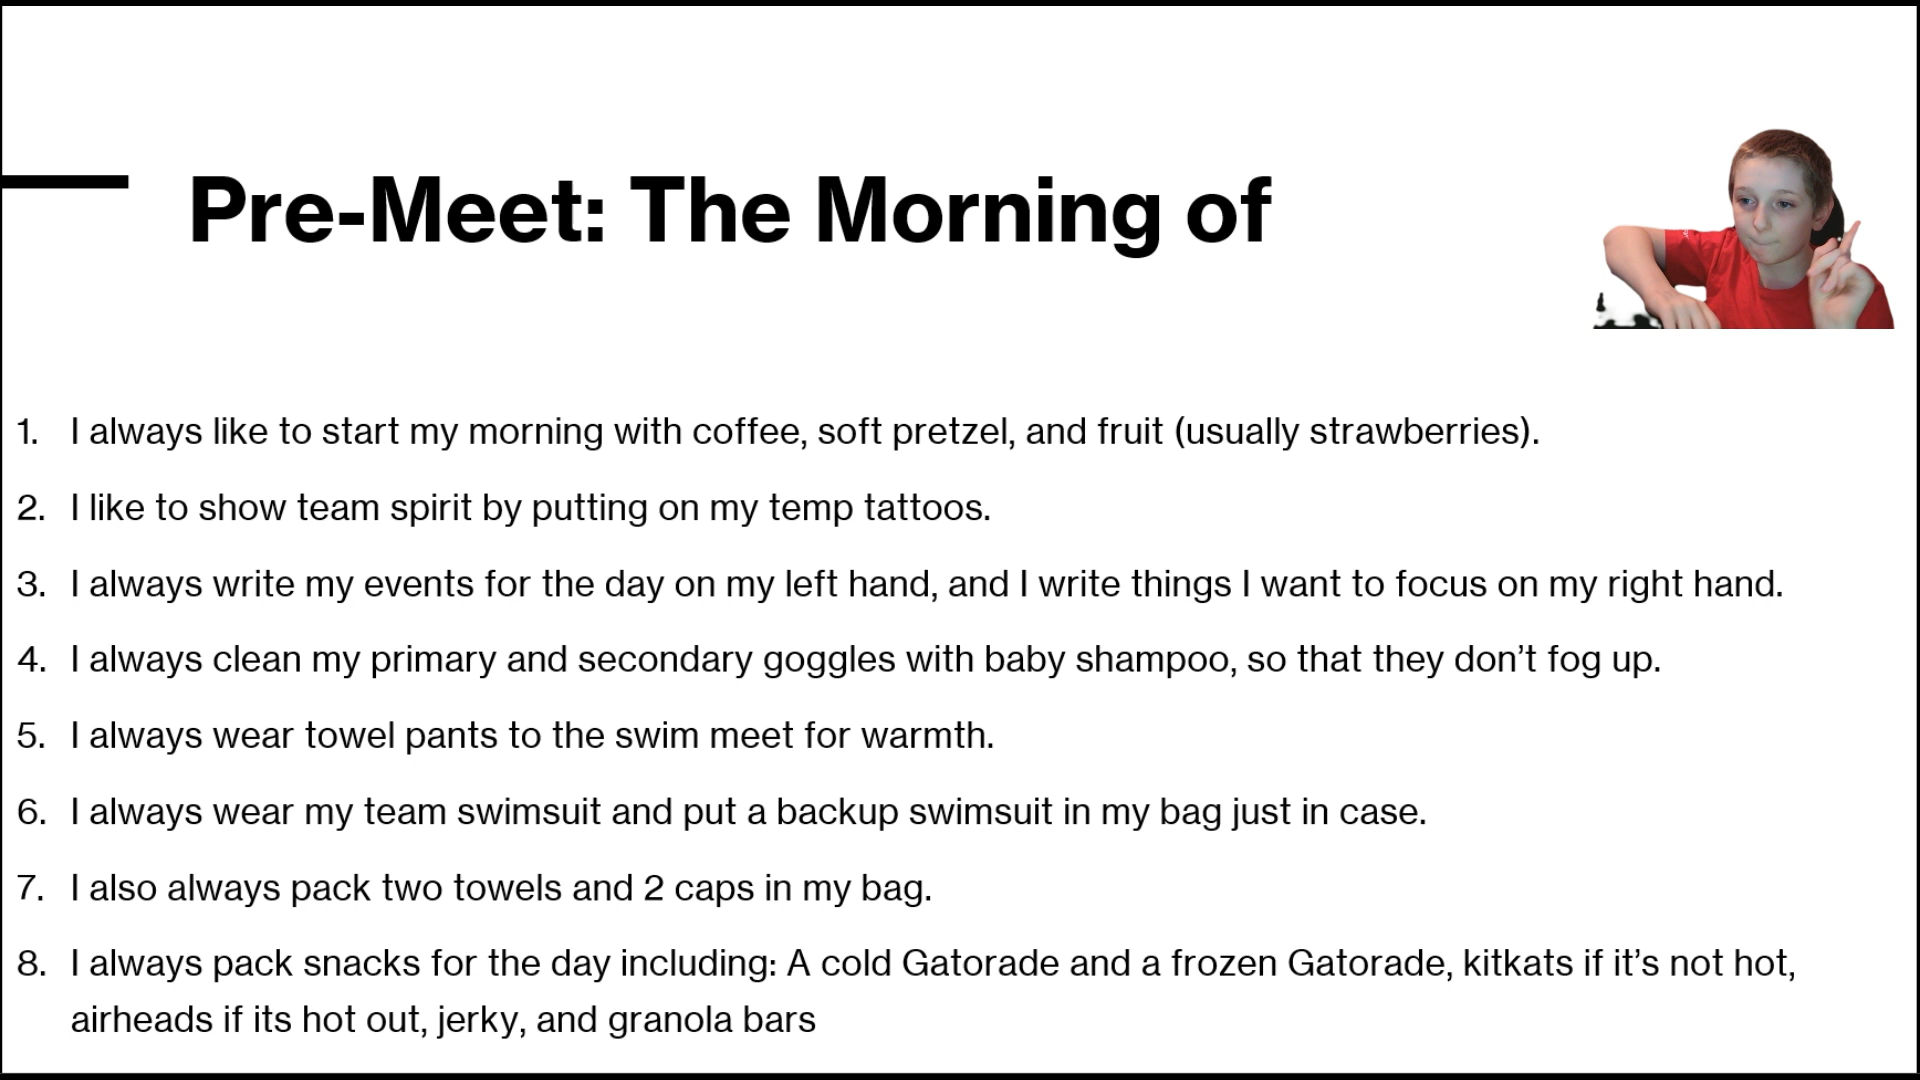 Pre-Meet: The Morning of
1. I always like to start my morning with coffee, soft pretzel, and fruit (usually strawberries).
2. I like to show team spirit by putting on my temp tattoos.
3. I always write my events for the day on my left hand, and I write things I want to focus on my right hand.
4. I always clean my primary and secondary goggles with baby shampoo, so that they don’t fog up.
5. I always wear towel pants to the swim meet for warmth.
6. I always wear my team swimsuit and put a backup swimsuit in my bag just in case.
7. I also always pack two towels and 2 caps in my bag.
8. I always pack snacks for the day including: A cold Gatorade and a frozen Gatorade, kitkats if it’s not hot,
airheads if its hot out, jerky, and granola bars